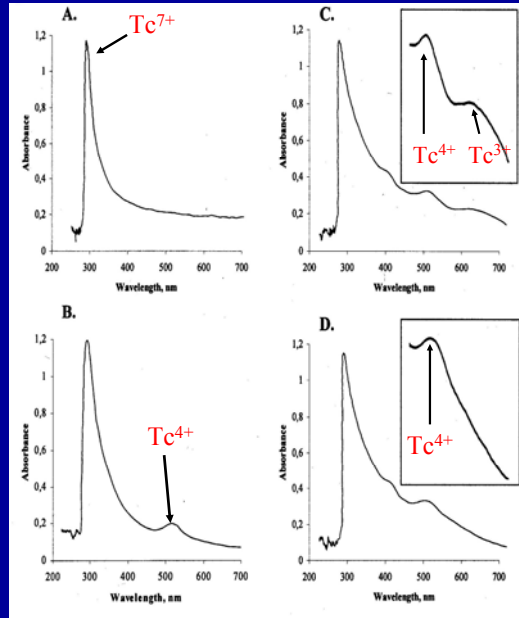 A.
Tc7+
Absorbance
1,2
1
0,8
0,6
0,4
0,2
0
200 300 400 500 600 700
Wavelength, nm
C.
Absorbance
1,2
1
0,8
0,6
0,4
0,2
0
Tc4+
Tc3+
200 300 400 500 600 700
Wavelength, nm
B.
Absorbance
1,2
1
0,8
0,6
0,4
0,2
0
Tc4+
200 300 400 500 600 700
Wavelength, nm
D.
Absorbance
1,2
1
0,8
0,6
0,4
0,2
0
Tc4+
200 300 400 500 600 700
Wavelength, nm